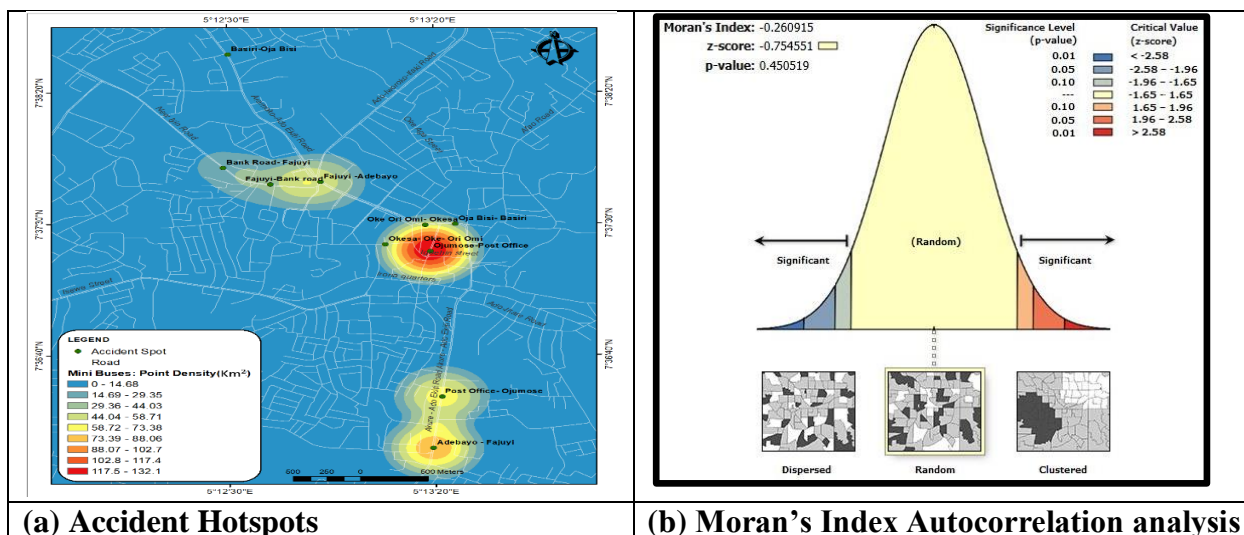 5°12'30"E
5°13'20"E
7°38'20"N
7°38'20"N
Basiri-Oja Bisi
Bank Road- Fajuyi
Fajuyi-Bank road
Fajuyi -Adebayo
Oke Ori Omi- Okesa
Oja Bisi- Basiri
7°37'30"N
7°37'30"N
Okesa- Oke- Ori Omi
Ojumose-Post Office
7°36'40"N
7°36'40"N
Post Office- Ojumose
Adebayo - Fajuyi
LEGEND
Accident Spot
Road
Mini Buses: Point Density(Km²)
0 - 14.68
14.69 - 29.35
29.36 - 44.03
44.04 - 58.71
58.72 - 73.38
73.39 - 88.06
88.07 - 102.7
102.8 - 117.4
117.5 - 132.1
500 250 0 500 Meters
5°12'30"E
5°13'20"E
(a) Accident Hotspots
Moran's Index: -0.260915
z-score: -0.754551
p-value: 0.450519
Significance Level (p-value)
Critical Value (z-score)
0.01 < -2.58
0.05 -2.58 – -1.96
0.10 -1.96 – -1.65
--- -1.65 – 1.65
0.10 1.65 – 1.96
0.05 1.96 – 2.58
0.01 > 2.58
(Random)
Significant
Significant
Dispersed
Random
Clustered
(b) Moran's Index Autocorrelation analysis